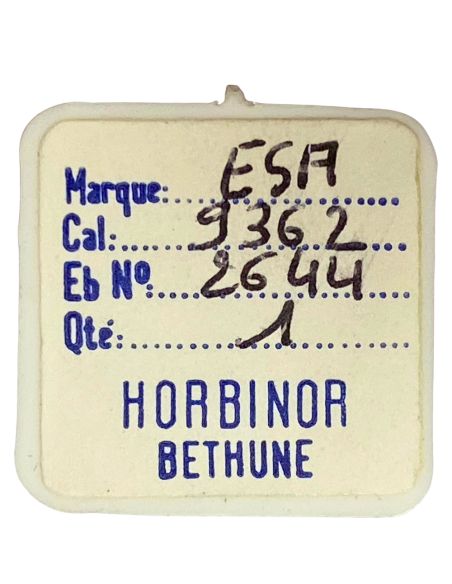 Marque: ESA
Cal: 9362
Eb Nº: 2644
Qté: 1
HORBINOR
BETHUNE